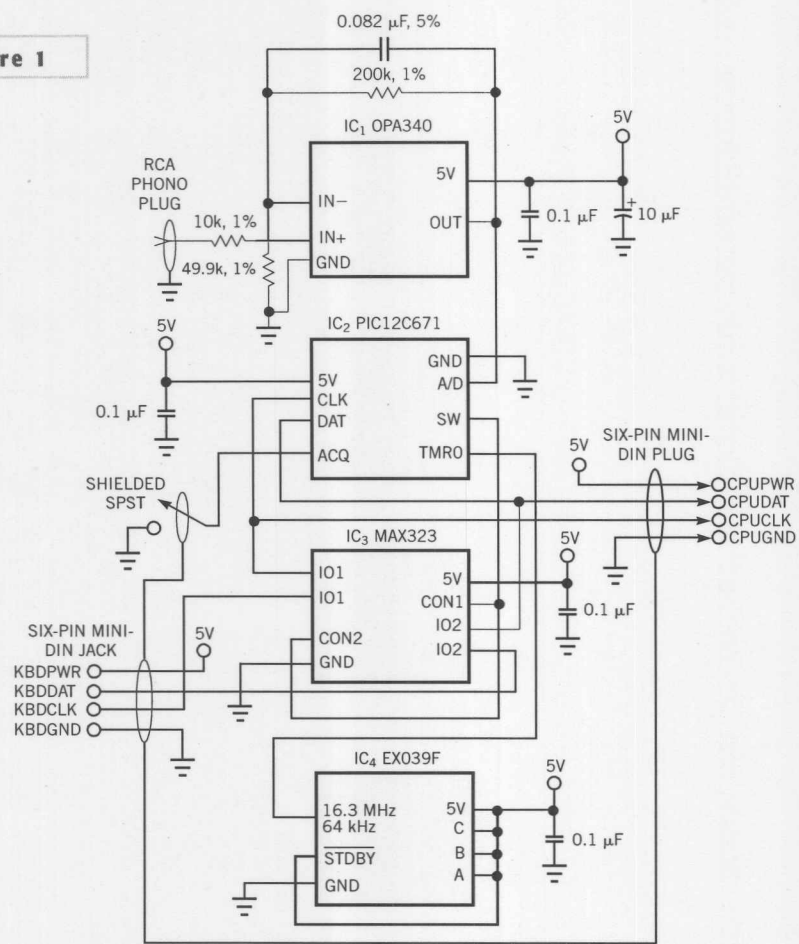 re 1
0.082 µF, 5%
200k, 1%
IC1 OPA340
5V
RCA
PHONO
PLUG
5V
IN−
10k, 1%
IN+
OUT
0.1 µF
+
10 µF
49.9k, 1%
GND
IC2 PIC12C671
5V
GND
5V
A/D
CLK
0.1 µF
DAT
SW
ACQ
TMRO
SIX-PIN MINI-
DIN PLUG
5V
CPUPWR
CPUDAT
CPUCLK
CPUGND
SHIELDED
SPST
IC3 MAX323
5V
IO1
5V
IO1
CON1
0.1 µF
IO2
CON2
IO2
GND
SIX-PIN MINI-
DIN JACK
5V
KBDPWR
KBDDAT
KBDCLK
KBDGND
IC4 EX039F
5V
16.3 MHz
5V
64 kHz
C
0.1 µF
STDBY
B
GND
A